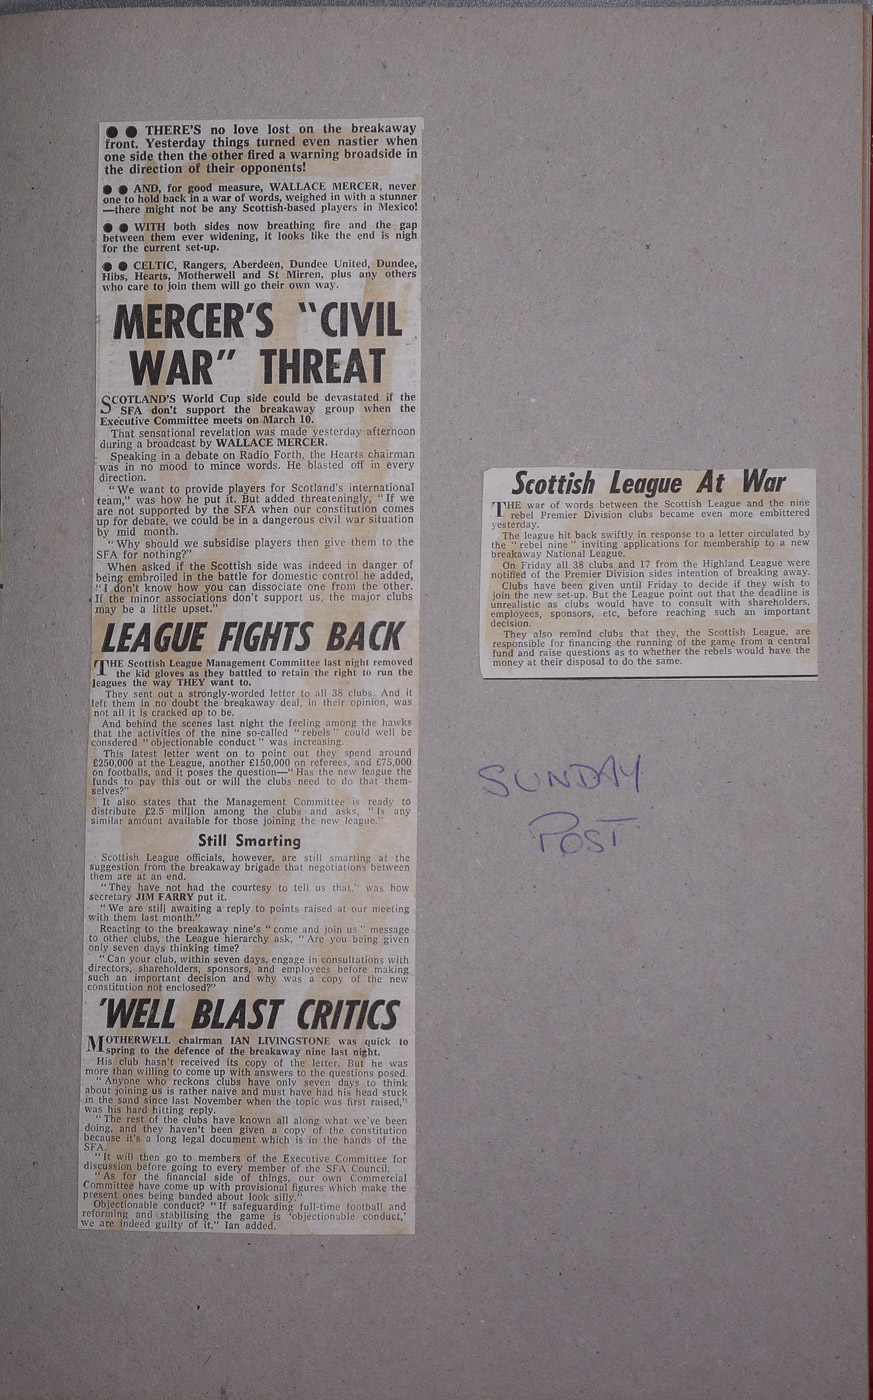 ●● THERE'S no love lost on the breakaway
front. Yesterday things turned even nastier when
one side then the other fired a warning broadside in
the direction of their opponents!
●● AND, for good measure, WALLACE MERCER, never
one to hold back in a war of words, weighed in with a stunner
—there might not be any Scottish-based players in Mexico!
●● WITH both sides now breathing fire and the gap
between them ever widening, it looks like the end is nigh
for the current set-up.
●● CELTIC, Rangers, Aberdeen, Dundee United, Dundee,
Hibs, Hearts, Motherwell and St Mirren, plus any others
who care to join them will go their own way.
MERCER'S "CIVIL
WAR" THREAT
SCOTLAND'S World Cup side could be devastated if the
SFA don't support the breakaway group when the
Executive Committee meets on March 10.
That sensational revelation was made yesterday afternoon
during a broadcast by WALLACE MERCER.
Speaking in a debate on Radio Forth, the Hearts chairman
was in no mood to mince words. He blasted off in every
direction.
"We want to provide players for Scotland's international
team," was how he put it. But added threateningly, "If we
are not supported by the SFA when our constitution comes
up for debate, we could be in a dangerous civil war situation
by mid month.
"Why should we subsidise players then give them to the
SFA for nothing?"
When asked if the Scottish side was indeed in danger of
being embroiled in the battle for domestic control he added,
"I don't know how you can dissociate one from the other.
If the minor associations don't support us, the major clubs
may be a little upset."
LEAGUE FIGHTS BACK
THE Scottish League Management Committee last night removed
the kid gloves as they battled to retain the right to run the
leagues the way THEY want to.
They sent out a strongly-worded letter to all 38 clubs. And it
left them in no doubt the breakaway deal, in their opinion, was
not all it is cracked up to be.
And behind the scenes last night the feeling among the hawks
that the activities of the nine so-called "rebels" could well be
consdered "objectionable conduct" was increasing.
This latest letter went on to point out they spend around
£250,000 at the League, another £150,000 on referees, and £75,000
on footballs, and it poses the question—"Has the new league the
funds to pay this out or will the clubs need to do that them-
selves?"
It also states that the Management Committee is ready to
distribute £2.5 million among the clubs and asks, "Is any
similar amount available for those joining the new league."
Still Smarting
Scottish League officials, however, are still smarting at the
suggestion from the breakaway brigade that negotiations between
them are at an end.
"They have not had the courtesy to tell us that," was how
secretary JIM FARRY put it.
"We are still awaiting a reply to points raised at our meeting
with them last month."
Reacting to the breakaway nine's "come and join us" message
to other clubs, the League hierarchy ask, "Are you being given
only seven days thinking time?
"Can your club, within seven days, engage in consultations with
directors, shareholders, sponsors, and employees before making
such an important decision and why was a copy of the new
constitution not enclosed?"
'WELL BLAST CRITICS
MOTHERWELL chairman IAN LIVINGSTONE was quick to
spring to the defence of the breakaway nine last night.
His club hasn't received its copy of the letter. But he was
more than willing to come up with answers to the questions posed.
"Anyone who reckons clubs have only seven days to think
about joining us is rather naive and must have had his head stuck
in the sand since last November when the topic was first raised,"
was his hard hitting reply.
"The rest of the clubs have known all along what we've been
doing, and they haven't been given a copy of the constitution
because it's a long legal document which is in the hands of the
SFA.
"It will then go to members of the Executive Committee for
discussion before going to every member of the SFA Council.
"As for the financial side of things, our own Commercial
Committee have come up with provisional figures which make the
present ones being banded about look silly."
Objectionable conduct? "If safeguarding full-time football and
reforming and stabilising the game is 'objectionable conduct,'
we are indeed guilty of it," Ian added.
Scottish League At War
THE war of words between the Scottish League and the nine
rebel Premier Division clubs became even more embittered
yesterday.
The league hit back swiftly in response to a letter circulated by
the "rebel nine" inviting applications for membership to a new
breakaway National League.
On Friday all 38 clubs and 17 from the Highland League were
notified of the Premier Division sides intention of breaking away.
Clubs have been given until Friday to decide if they wish to
join the new set-up. But the League point out that the deadline is
unrealistic as clubs would have to consult with shareholders,
employees, sponsors, etc, before reaching such an important
decision.
They also remind clubs that they, the Scottish League, are
responsible for financing the running of the game from a central
fund and raise questions as to whether the rebels would have the
money at their disposal to do the same.
SUNDAY
POST